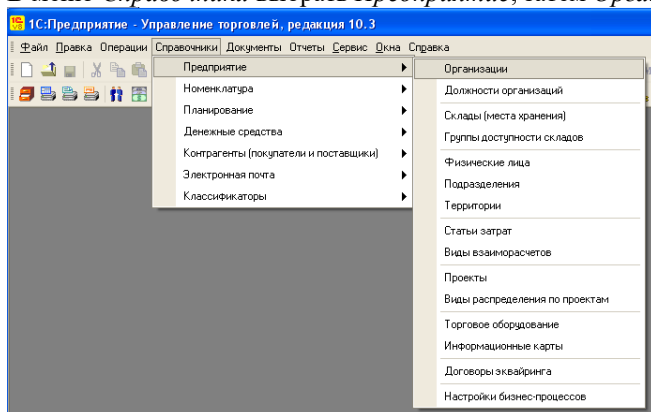 1С:Предприятие - Управление торговлей, редакция 10.3
Файл Правка Операции Справочники Документы Отчеты Сервис Окна Справка
Предприятие
Номенклатура
Планирование
Денежные средства
Контрагенты (покупатели и поставщики)
Электронная почта
Классификаторы
Организации
Должности организаций
Склады (места хранения)
Группы доступности складов
Физические лица
Подразделения
Территории
Статьи затрат
Виды взаиморасчетов
Проекты
Виды распределения по проектам
Торговое оборудование
Информационные карты
Договоры эквайринга
Настройки бизнес-процессов